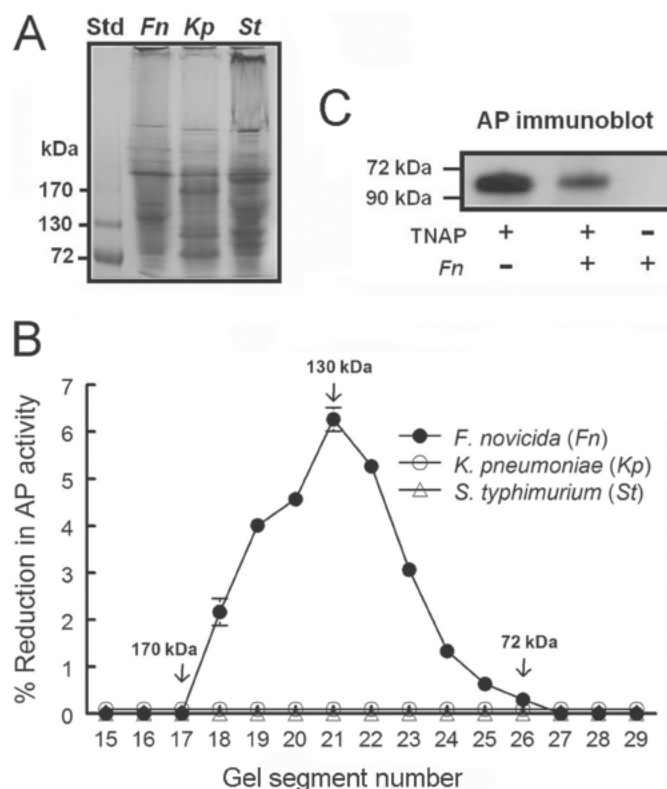 A
Std Fn Kp St
kDa
170
130
72
C
AP immunoblot
72 kDa
90 kDa
TNAP + + -
Fn - + +
B
% Reduction in AP activity
7
6
5
4
3
2
1
0
130 kDa
170 kDa
72 kDa
F. novicida (Fn)
K. pneumoniae (Kp)
S. typhimurium (St)
15 16 17 18 19 20 21 22 23 24 25 26 27 28 29
Gel segment number